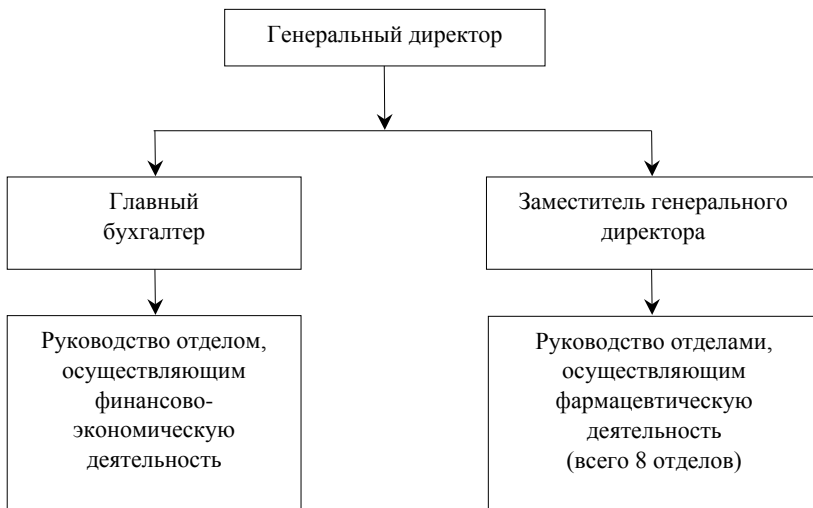 Генеральный директор
Главный
бухгалтер
Заместитель генерального
директора
Руководство отделом,
осуществляющим
финансово-
экономическую
деятельность
Руководство отделами,
осуществляющим
фармацевтическую
деятельность
(всего 8 отделов)